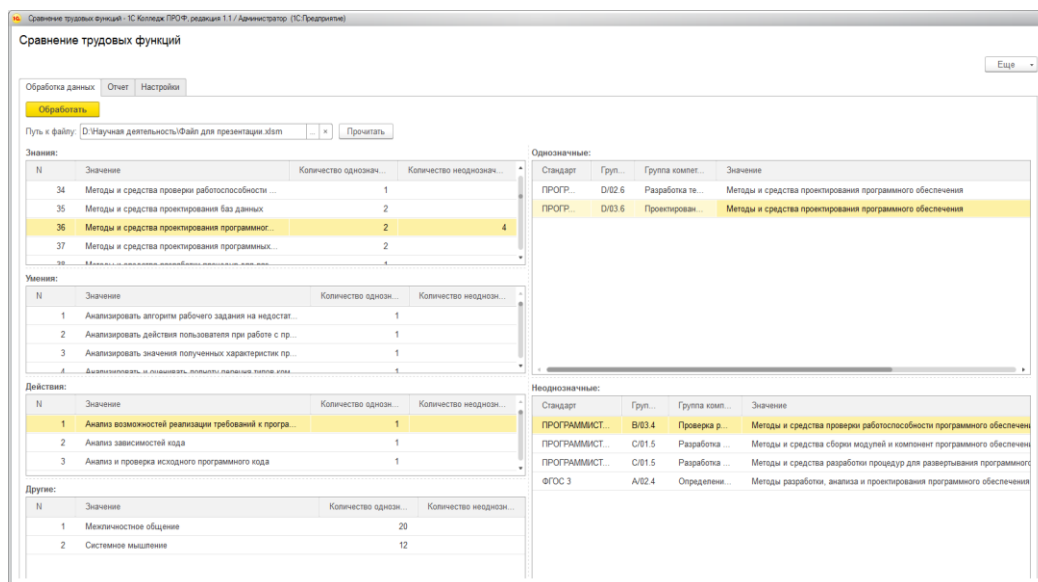 Сравнение трудовых функций - 1С Колледж ПРОФ, редакция 1.1 / Администратор (1С:Предприятие)
Сравнение трудовых функций
Еще
Обработка данных Отчет Настройки
Обработать
Путь к файлу: D:\Научная деятельность\Файл для презентации.xlsm ... × Прочитать
Знания:
N Значение Количество однознач... Количество неоднознач...
34 Методы и средства проверки работоспособности ... 1
35 Методы и средства проектирования баз данных 2
36 Методы и средства проектирования программног... 2 4
37 Методы и средства проектирования программных... 2
Умения:
N Значение Количество однозн... Количество неоднозн...
1 Анализировать алгоритм рабочего задания на недостат... 1
2 Анализировать действия пользователя при работе с пр... 1
3 Анализировать значения полученных характеристик пр... 1
Действия:
N Значение Количество однозн... Количество неоднозн...
1 Анализ возможностей реализации требований к програ... 1
2 Анализ зависимостей кода 1
3 Анализ и проверка исходного программного кода 1
Другие:
N Значение Количество однозн... Количество неоднозн...
1 Межличностное общение 20
2 Системное мышление 12
Однозначные:
Стандарт Груп... Группа компет... Значение
ПРОГР... D/02.6 Разработка те... Методы и средства проектирования программного обеспечения
ПРОГР... D/03.6 Проектирован... Методы и средства проектирования программного обеспечения
Неоднозначные:
Стандарт Груп... Группа комп... Значение
ПРОГРАММИСТ... B/03.4 Проверка р... Методы и средства проверки работоспособности программного обеспечени
ПРОГРАММИСТ... C/01.5 Разработка ... Методы и средства сборки модулей и компонент программного обеспечени
ПРОГРАММИСТ... C/01.5 Разработка ... Методы и средства разработки процедур для развертывания программног
ФГОС 3 A/02.4 Определени... Методы разработки, анализа и проектирования программного обеспечения